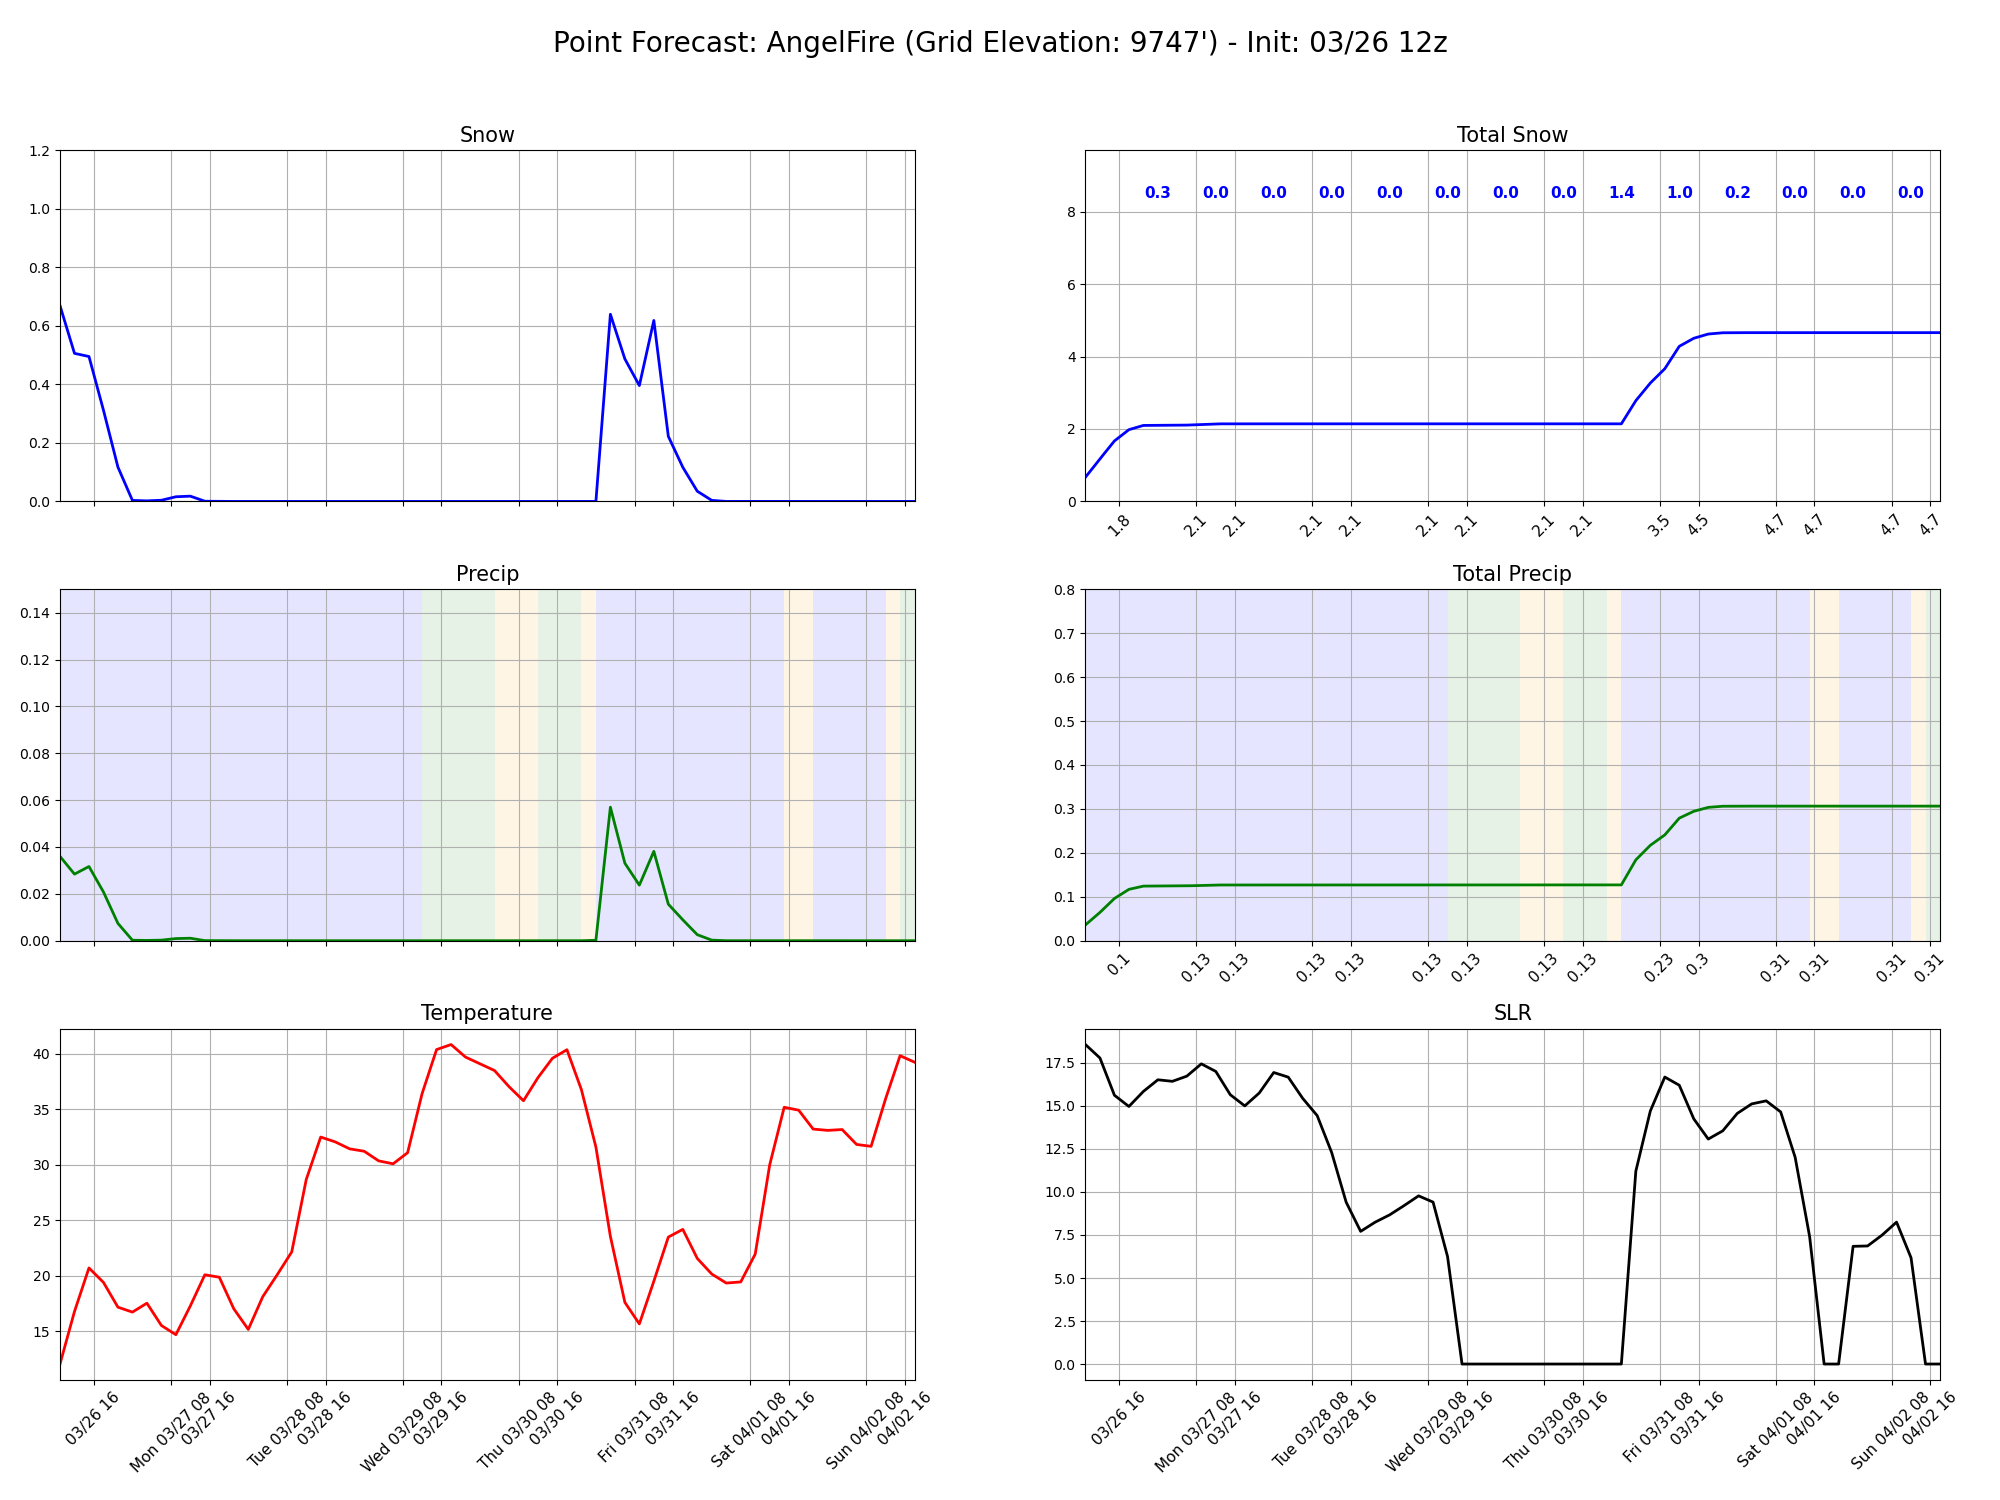 Point Forecast: AngelFire (Grid Elevation: 9747') - Init: 03/26 12z
Snow
1.2
1.0
0.8
0.6
0.4
0.2
0.0
Total Snow
0.3 0.0 0.0 0.0 0.0 0.0 0.0 0.0 1.4 1.0 0.2 0.0 0.0 0.0
8
6
4
2
0
1.8 2.1 2.1 2.1 2.1 2.1 2.1 2.1 2.1 3.5 4.5 4.7 4.7 4.7 4.7
Precip
0.14
0.12
0.10
0.08
0.06
0.04
0.02
0.00
Total Precip
0.8
0.7
0.6
0.5
0.4
0.3
0.2
0.1
0.0
0.1 0.13 0.13 0.13 0.13 0.13 0.13 0.13 0.13 0.23 0.3 0.31 0.31 0.31 0.31
Temperature
40
35
30
25
20
15
03/26 16
Mon 03/27 08
03/27 16
Tue 03/28 08
03/28 16
Wed 03/29 08
03/29 16
Thu 03/30 08
03/30 16
Fri 03/31 08
03/31 16
Sat 04/01 08
04/01 16
Sun 04/02 08
04/02 16
SLR
17.5
15.0
12.5
10.0
7.5
5.0
2.5
0.0
03/26 16
Mon 03/27 08
03/27 16
Tue 03/28 08
03/28 16
Wed 03/29 08
03/29 16
Thu 03/30 08
03/30 16
Fri 03/31 08
03/31 16
Sat 04/01 08
04/01 16
Sun 04/02 08
04/02 16